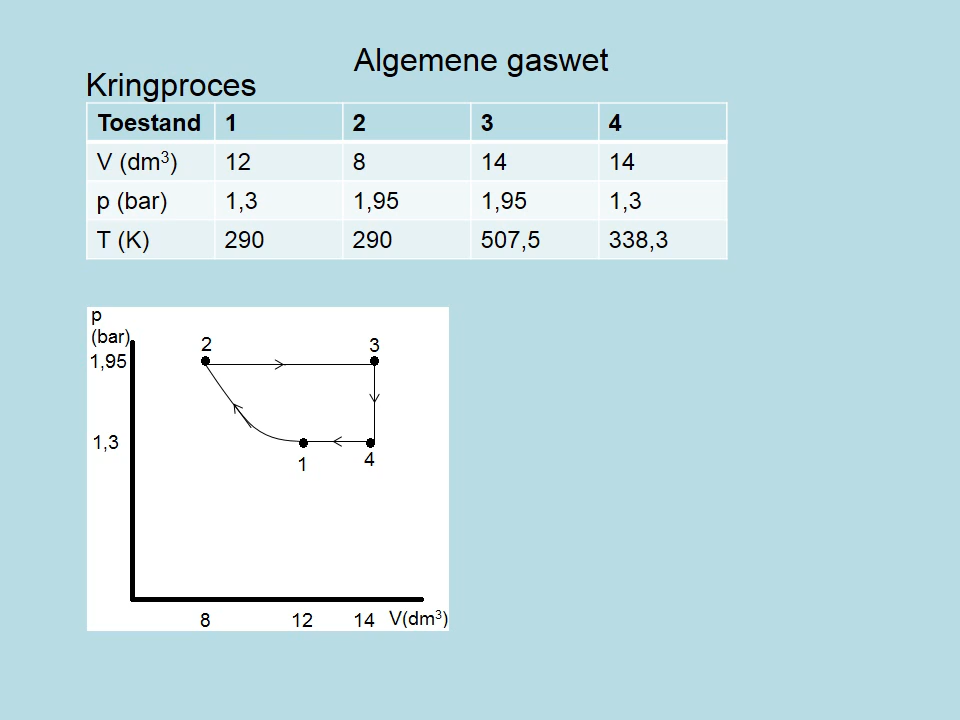 Algemene gaswet
Kringproces
Toestand 1 2 3 4
V (dm³) 12 8 14 14
p (bar) 1,3 1,95 1,95 1,3
T (K) 290 290 507,5 338,3
p
(bar)
2 3
1,95
1,3
1 4
8 12 14 V(dm³)